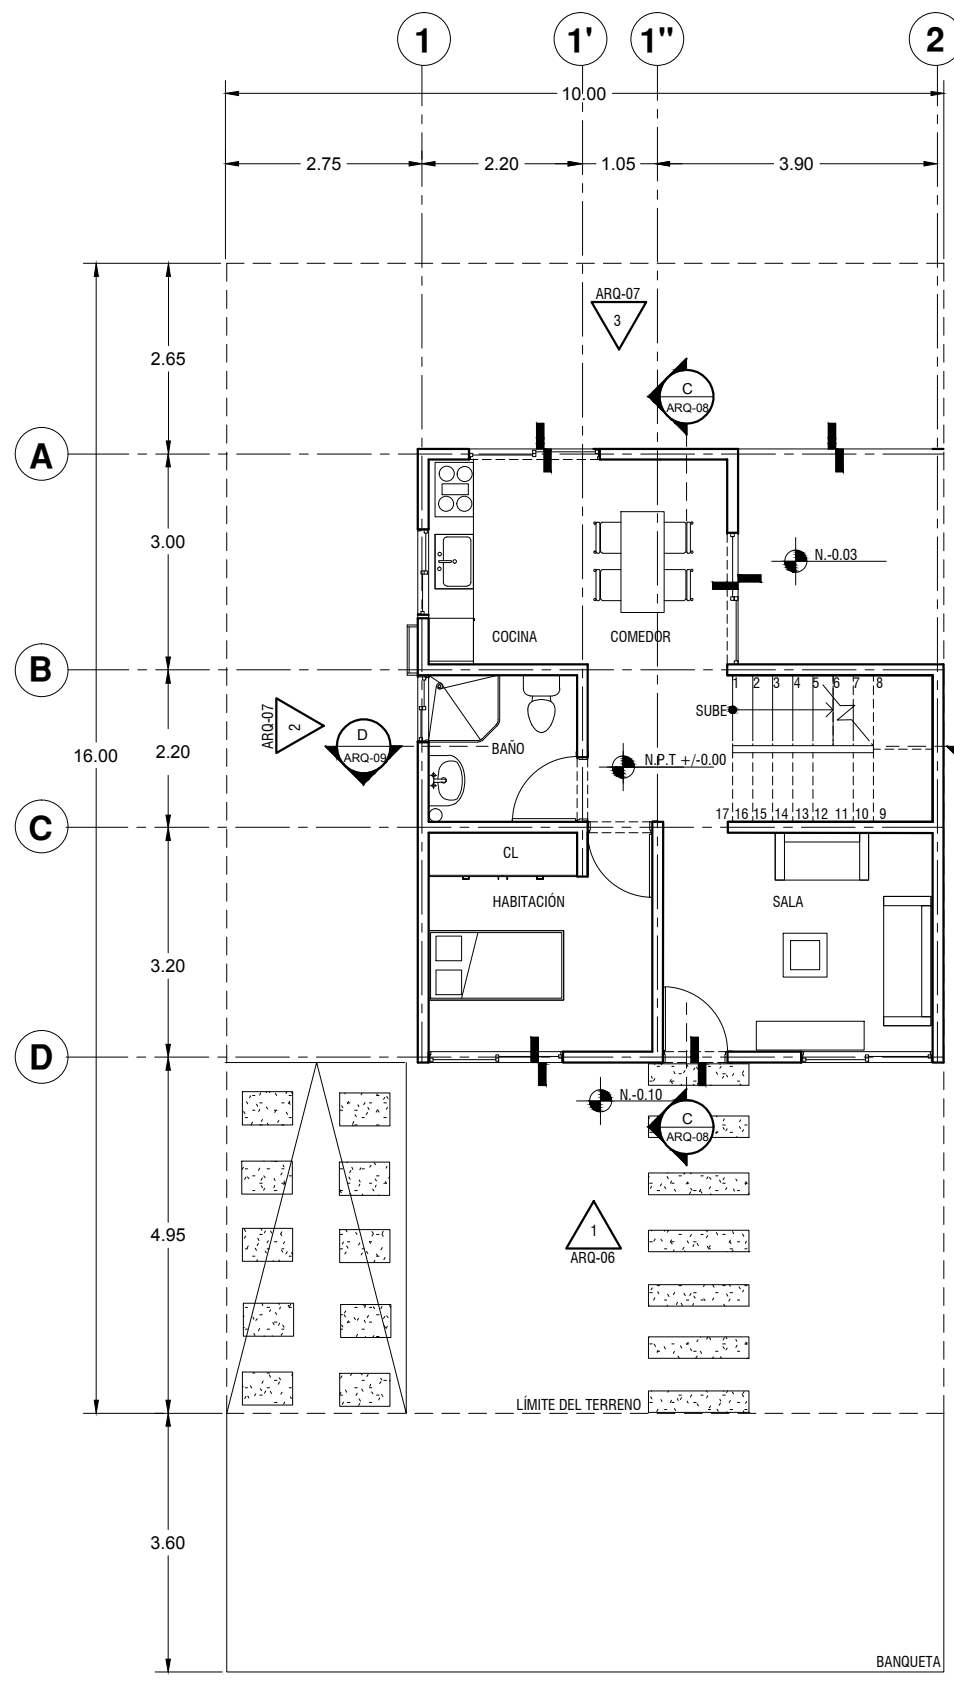 1 1' 1'' 2
10.00
2.75 2.20 1.05 3.90
ARQ-07
3
2.65
C
ARQ-08
A
3.00
N.-0.03
COCINA COMEDOR
B
1 2 3 4 5 6 7 8
SUBE
ARQ-07
2
D
ARQ-09
BAÑO
16.00
2.20
N.P.T +/-0.00
17 16 15 14 13 12 11 10 9
C
CL
HABITACIÓN
SALA
3.20
D
N.-0.10
C
ARQ-08
4.95
1
ARQ-06
LÍMITE DEL TERRENO
3.60
BANQUETA